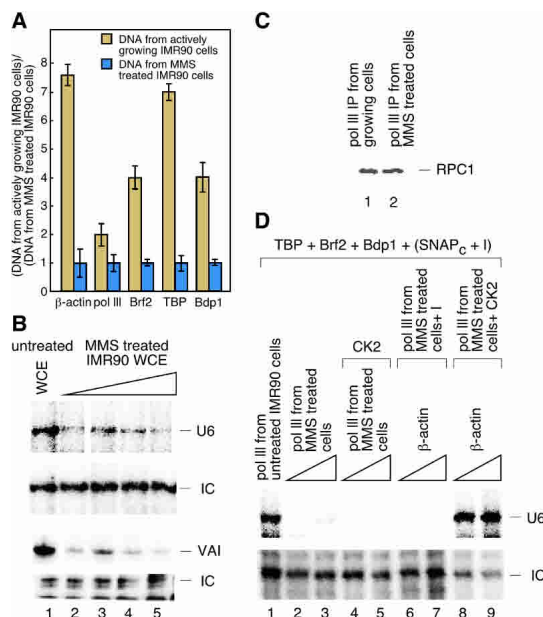 A
DNA from actively
growing IMR90 cells
DNA from MMS
treated IMR90 cells
(DNA from actively growing IMR90 cells)/
(DNA from MMS treated IMR90 cells)
8
7
6
5
4
3
2
1
0
β-actin pol III Brf2 TBP Bdp1
B
untreated
MMS treated
IMR90 WCE
WCE
U6
IC
VAI
IC
1 2 3 4 5
C
pol III IP from
growing cells
pol III IP from
MMS treated cells
RPC1
1 2
D
TBP + Brf2 + Bdp1 + (SNAPC + I)
pol III from
untreated IMR90 cells
pol III from
MMS treated
cells
CK2
pol III from
MMS treated
cells
pol III from
MMS treated
cells+ I
β-actin
pol III from
MMS treated
cells+ CK2
β-actin
U6
IC
1 2 3 4 5 6 7 8 9